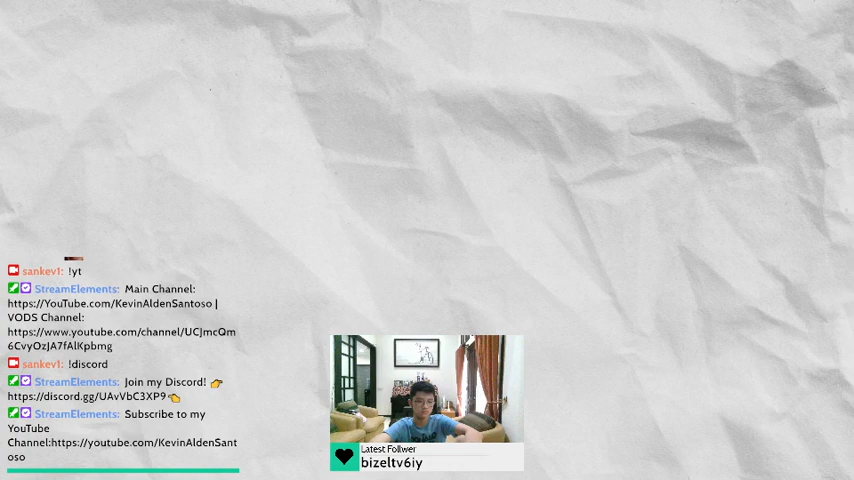 sankev1: !yt
StreamElements: Main Channel:
https://YouTube.com/KevinAldenSantoso |
VODS Channel:
https://www.youtube.com/channel/UCJmcQm
6CvyOzJA7fAlKpbmg
sankev1: !discord
StreamElements: Join my Discord! 👉
https://discord.gg/UAvVbC3XP9👈
StreamElements: Subscribe to my
YouTube
Channel:https://youtube.com/KevinAldenSant
oso
Latest Follwer
bizeltv6iy